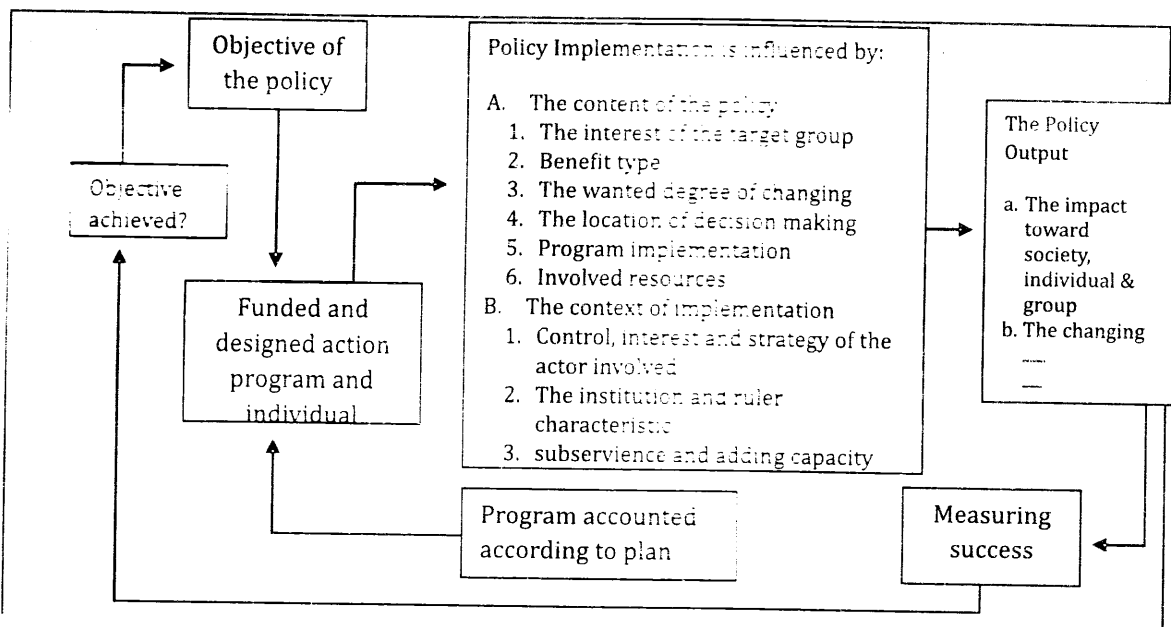 Objective of
the policy
Objective
achieved?
Funded and
designed action
program and
individual
Policy Implementation is influenced by:
A. The content of the policy
1. The interest of the target group
2. Benefit type
3. The wanted degree of changing
4. The location of decision making
5. Program implementation
6. Involved resources
B. The context of implementation
1. Control, interest and strategy of the
actor involved
2. The institution and ruler
characteristic
3. subservience and adding capacity
The Policy
Output
a. The impact
toward
society,
individual &
group
b. The changing
Program accounted
according to plan
Measuring
success